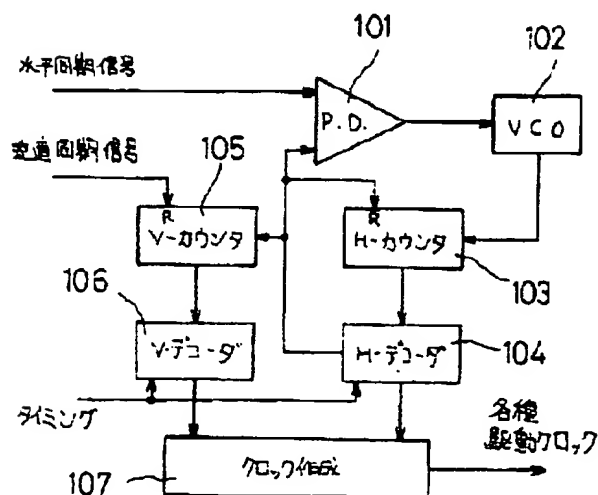 101
102
水平同期信号
P.D.
VCO
垂直同期信号
105
R
V-カウンタ
R
H-カウンタ
103
106
V-デコーダ
H-デコーダ
104
タイミング
各種
駆動クロック
クロック作成
107